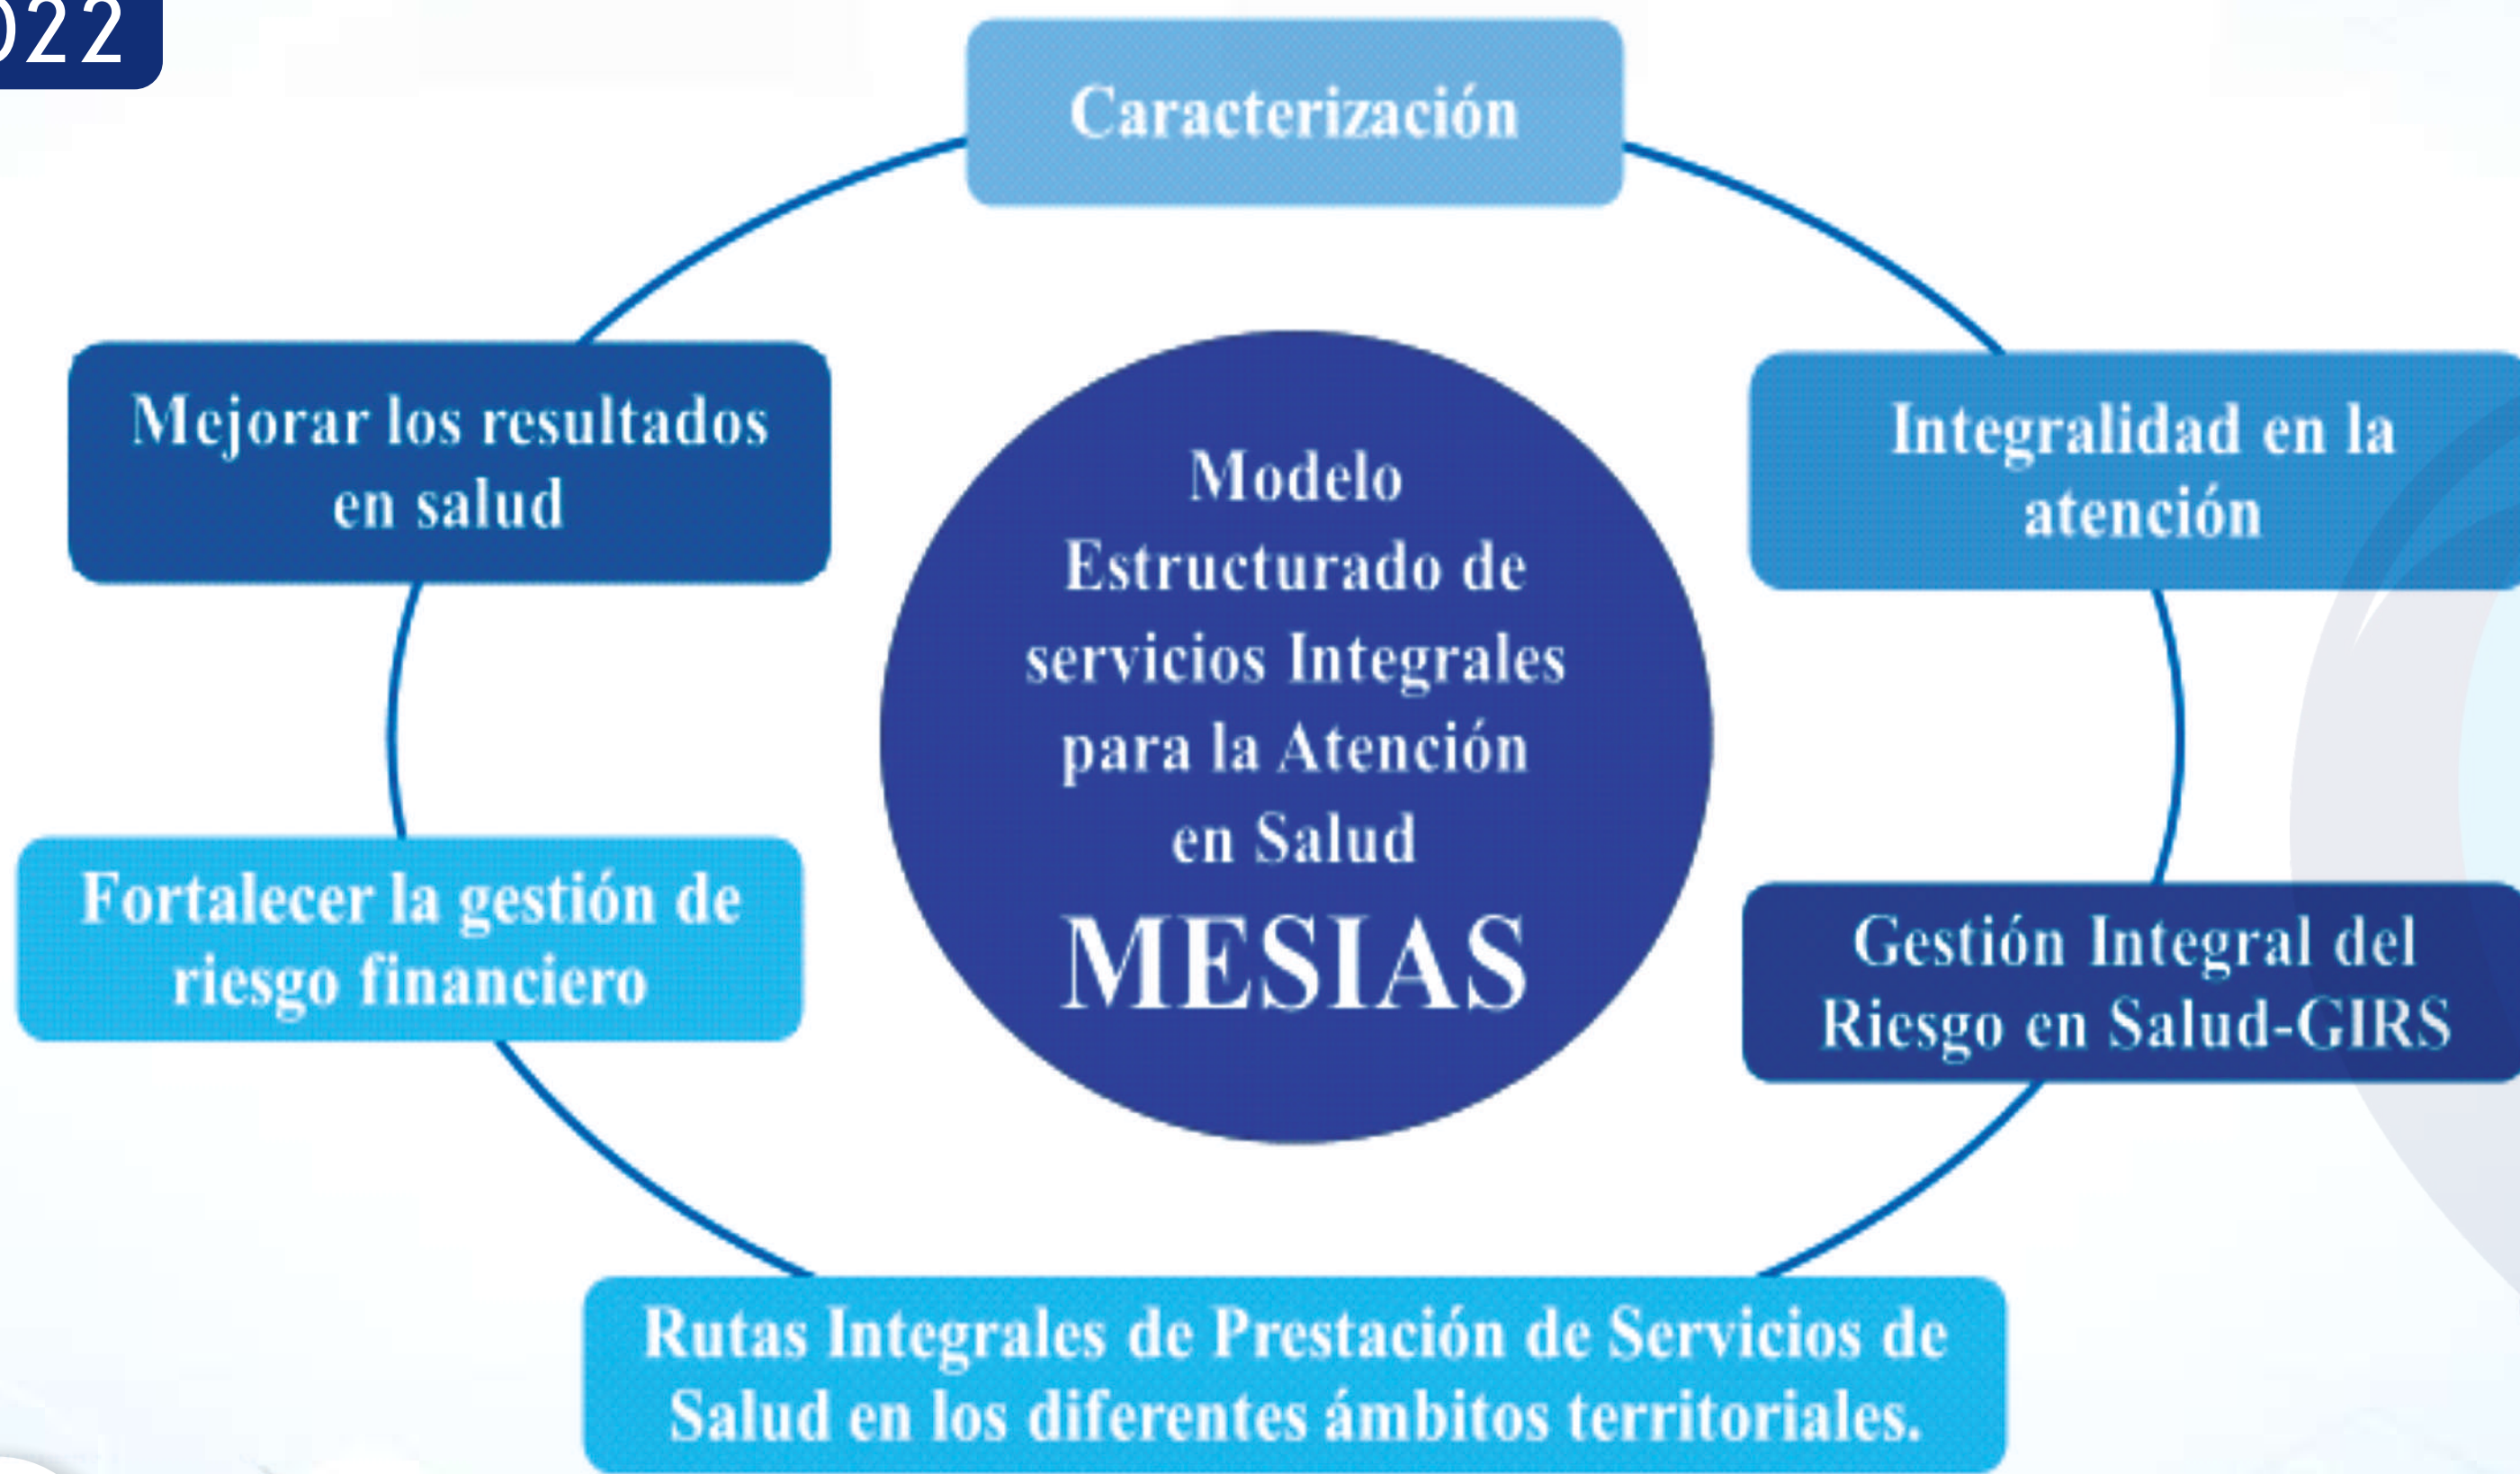 022
Caracterización
Mejorar los resultados
en salud
Integralidad en la
atención
Modelo
Estructurado de
servicios Integrales
para la Atención
en Salud
MESIAS
Fortalecer la gestión de
riesgo financiero
Gestión Integral del
Riesgo en Salud-GIRS
Rutas Integrales de Prestación de Servicios de
Salud en los diferentes ámbitos territoriales.